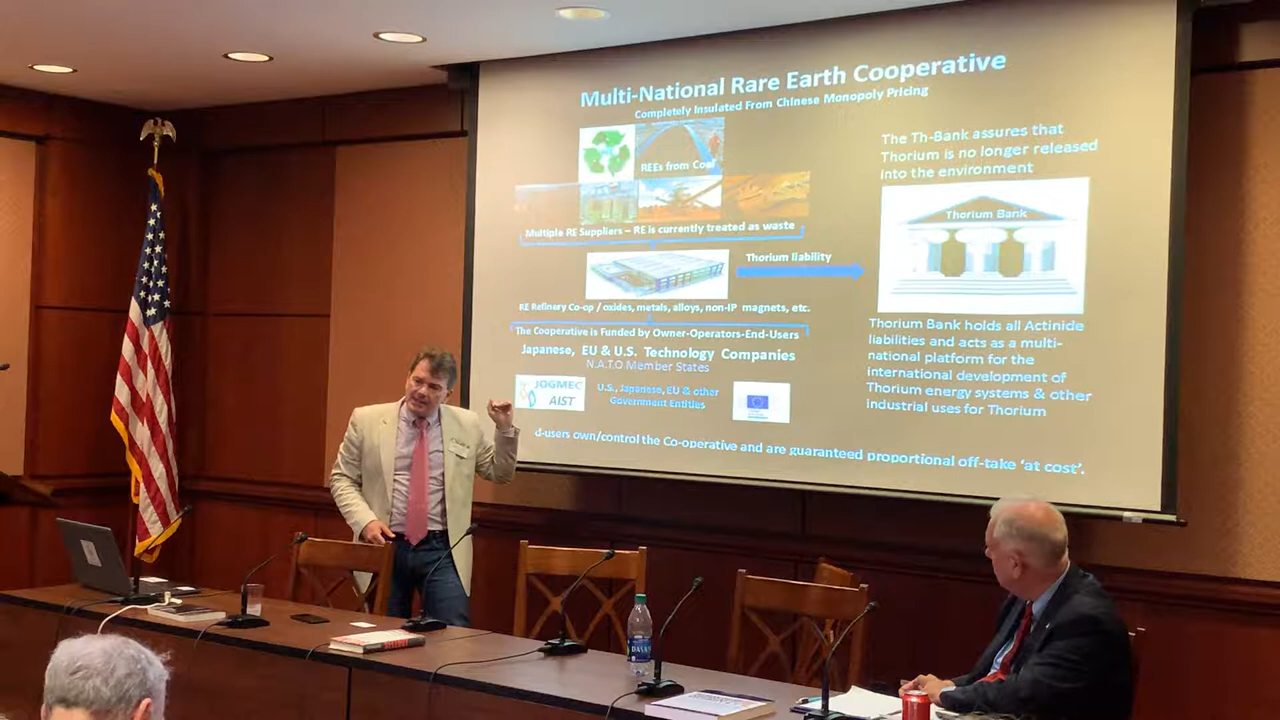 Multi-National Rare Earth Cooperative
Completely Insulated From Chinese Monopoly Pricing
REEs from Coal
Multiple RE Suppliers – RE is currently treated as waste
Thorium liability
RE Refinery Co-op / oxides, metals, alloys, non-IP magnets, etc.
The Cooperative is Funded by Owner-Operators-End-Users
Japanese, EU & U.S. Technology Companies
N.A.T.O Member States
JOGMEC
AIST
U.S., Japanese, EU & other
Government Entities
The Th-Bank assures that
Thorium is no longer released
into the environment
Thorium Bank
Thorium Bank holds all Actinide
liabilities and acts as a multi-
national platform for the
international development of
Thorium energy systems & other
industrial uses for Thorium
d-users own/control the Co-operative and are guaranteed proportional off-take 'at cost'.
DASANI